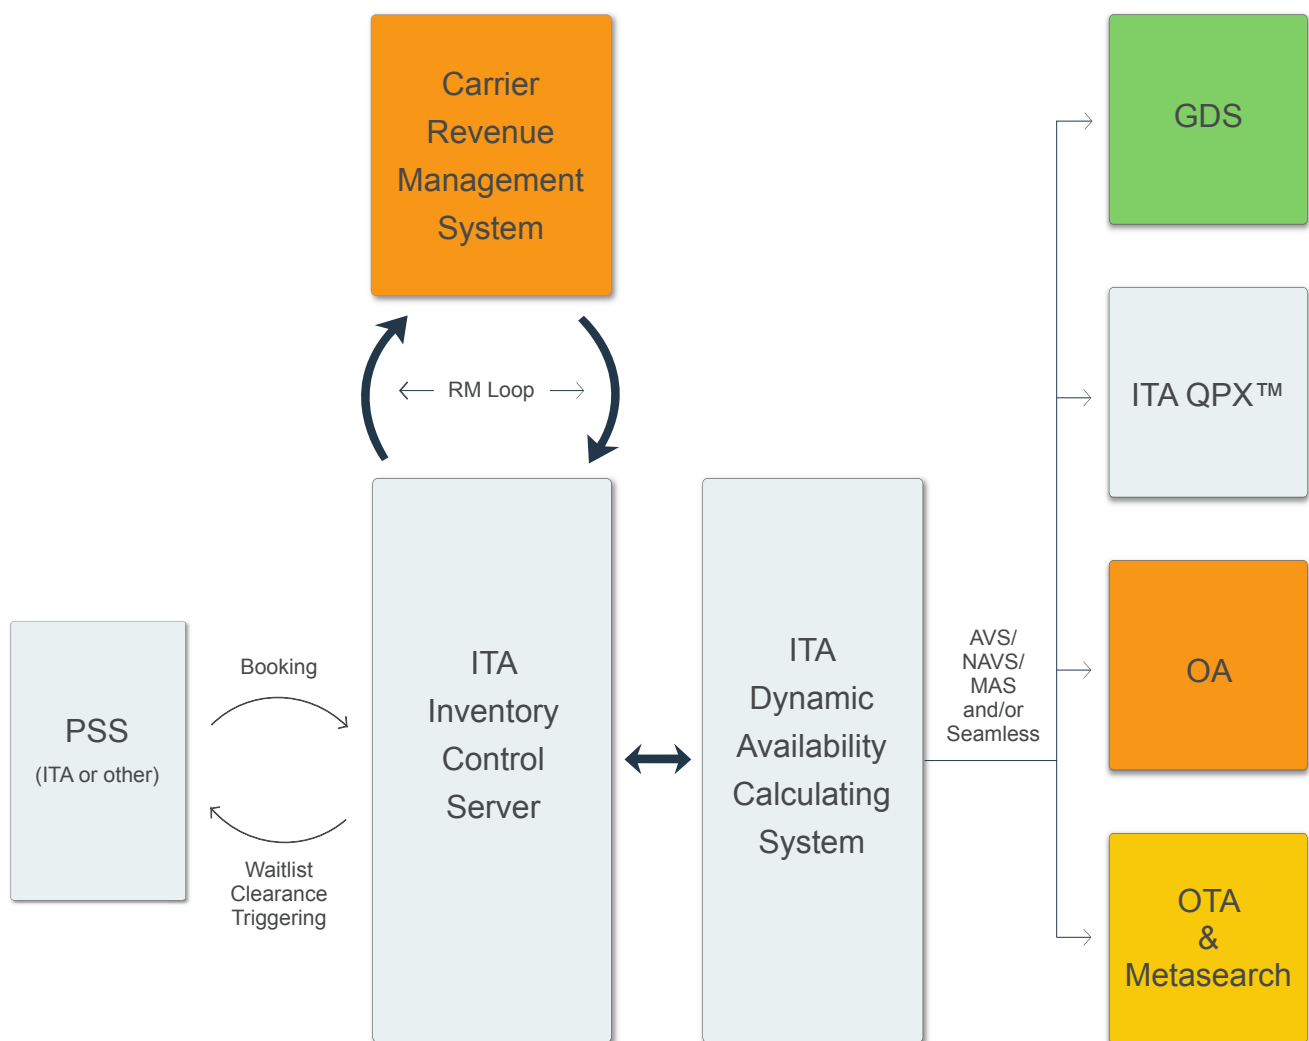 Carrier
Revenue
Management
System
GDS
RM Loop
ITA QPX™
PSS
(ITA or other)
Booking
Waitlist
Clearance
Triggering
ITA
Inventory
Control
Server
ITA
Dynamic
Availability
Calculating
System
AVS/
NAVS/
MAS
and/or
Seamless
OA
OTA
&
Metasearch